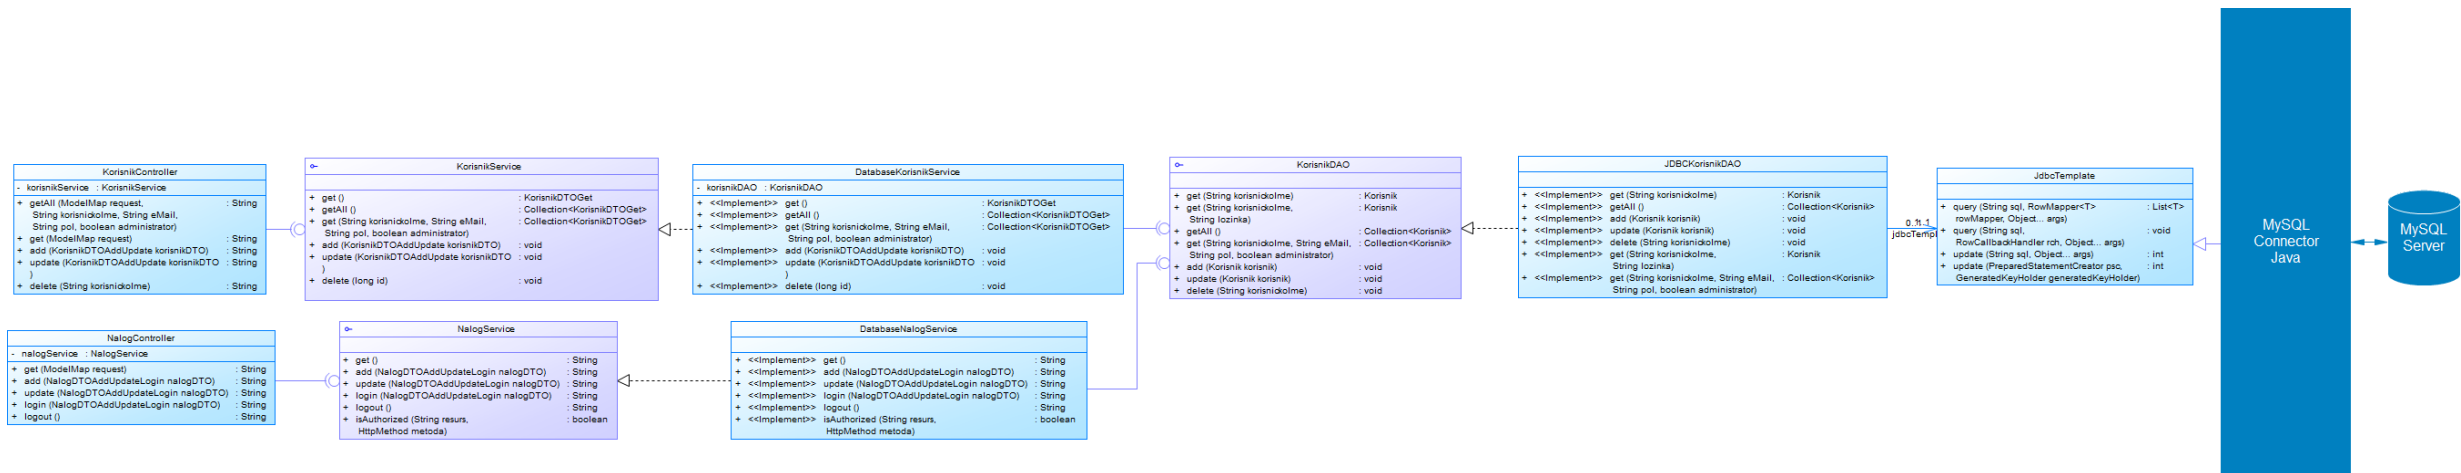 KorisnikController
- korisnikService : KorisnikService
+ getAll (ModelMap request, : String
String korisnickoIme, String eMail,
String pol, boolean administrator)
+ get (ModelMap request) : String
+ add (KorisnikDTOAddUpdate korisnikDTO) : String
+ update (KorisnikDTOAddUpdate korisnikDTO : String
)
+ delete (String korisnickoIme) : String
KorisnikService
+ get () : KorisnikDTOGet
+ getAll () : Collection<KorisnikDTOGet>
+ get (String korisnickoIme, String eMail, : Collection<KorisnikDTOGet>
String pol, boolean administrator)
+ add (KorisnikDTOAddUpdate korisnikDTO) : void
+ update (KorisnikDTOAddUpdate korisnikDTO : void
)
+ delete (long id) : void
DatabaseKorisnikService
- korisnikDAO : KorisnikDAO
+ <<Implement>> get () : KorisnikDTOGet
+ <<Implement>> getAll () : Collection<KorisnikDTOGet>
+ <<Implement>> get (String korisnickoIme, String eMail, : Collection<KorisnikDTOGet>
String pol, boolean administrator)
+ <<Implement>> add (KorisnikDTOAddUpdate korisnikDTO) : void
+ <<Implement>> update (KorisnikDTOAddUpdate korisnikDTO : void
)
+ <<Implement>> delete (long id) : void
KorisnikDAO
+ get (String korisnickoIme) : Korisnik
+ get (String korisnickoIme, : Korisnik
String lozinka)
+ getAll () : Collection<Korisnik>
+ get (String korisnickoIme, String eMail, : Collection<Korisnik>
String pol, boolean administrator)
+ add (Korisnik korisnik) : void
+ update (Korisnik korisnik) : void
+ delete (String korisnickoIme) : void
JDBCKorisnikDAO
+ <<Implement>> get (String korisnickoIme) : Korisnik
+ <<Implement>> getAll () : Collection<Korisnik>
+ <<Implement>> add (Korisnik korisnik) : void
+ <<Implement>> update (Korisnik korisnik) : void
+ <<Implement>> delete (String korisnickoIme) : void
+ <<Implement>> get (String korisnickoIme, : Korisnik
String lozinka)
+ <<Implement>> get (String korisnickoIme, String eMail, : Collection<Korisnik>
String pol, boolean administrator)
JdbcTemplate
+ query (String sql, RowMapper<T> : List<T>
rowMapper, Object... args)
+ query (String sql, : void
RowCallbackHandler rch, Object... args)
+ update (String sql, Object... args) : int
+ update (PreparedStatementCreator psc, : int
GeneratedKeyHolder generatedKeyHolder)
MySQL
Connector
Java
MySQL
Server
NalogController
- nalogService : NalogService
+ get (ModelMap request) : String
+ add (NalogDTOAddUpdateLogin nalogDTO) : String
+ update (NalogDTOAddUpdateLogin nalogDTO) : String
+ login (NalogDTOAddUpdateLogin nalogDTO) : String
+ logout () : String
NalogService
+ get () : String
+ add (NalogDTOAddUpdateLogin nalogDTO) : String
+ update (NalogDTOAddUpdateLogin nalogDTO) : String
+ login (NalogDTOAddUpdateLogin nalogDTO) : String
+ logout () : String
+ isAuthorized (String resurs, : boolean
HttpMethod metoda)
DatabaseNalogService
+ <<Implement>> get () : String
+ <<Implement>> add (NalogDTOAddUpdateLogin nalogDTO) : String
+ <<Implement>> update (NalogDTOAddUpdateLogin nalogDTO) : String
+ <<Implement>> login (NalogDTOAddUpdateLogin nalogDTO) : String
+ <<Implement>> logout () : String
+ <<Implement>> isAuthorized (String resurs, : boolean
HttpMethod metoda)